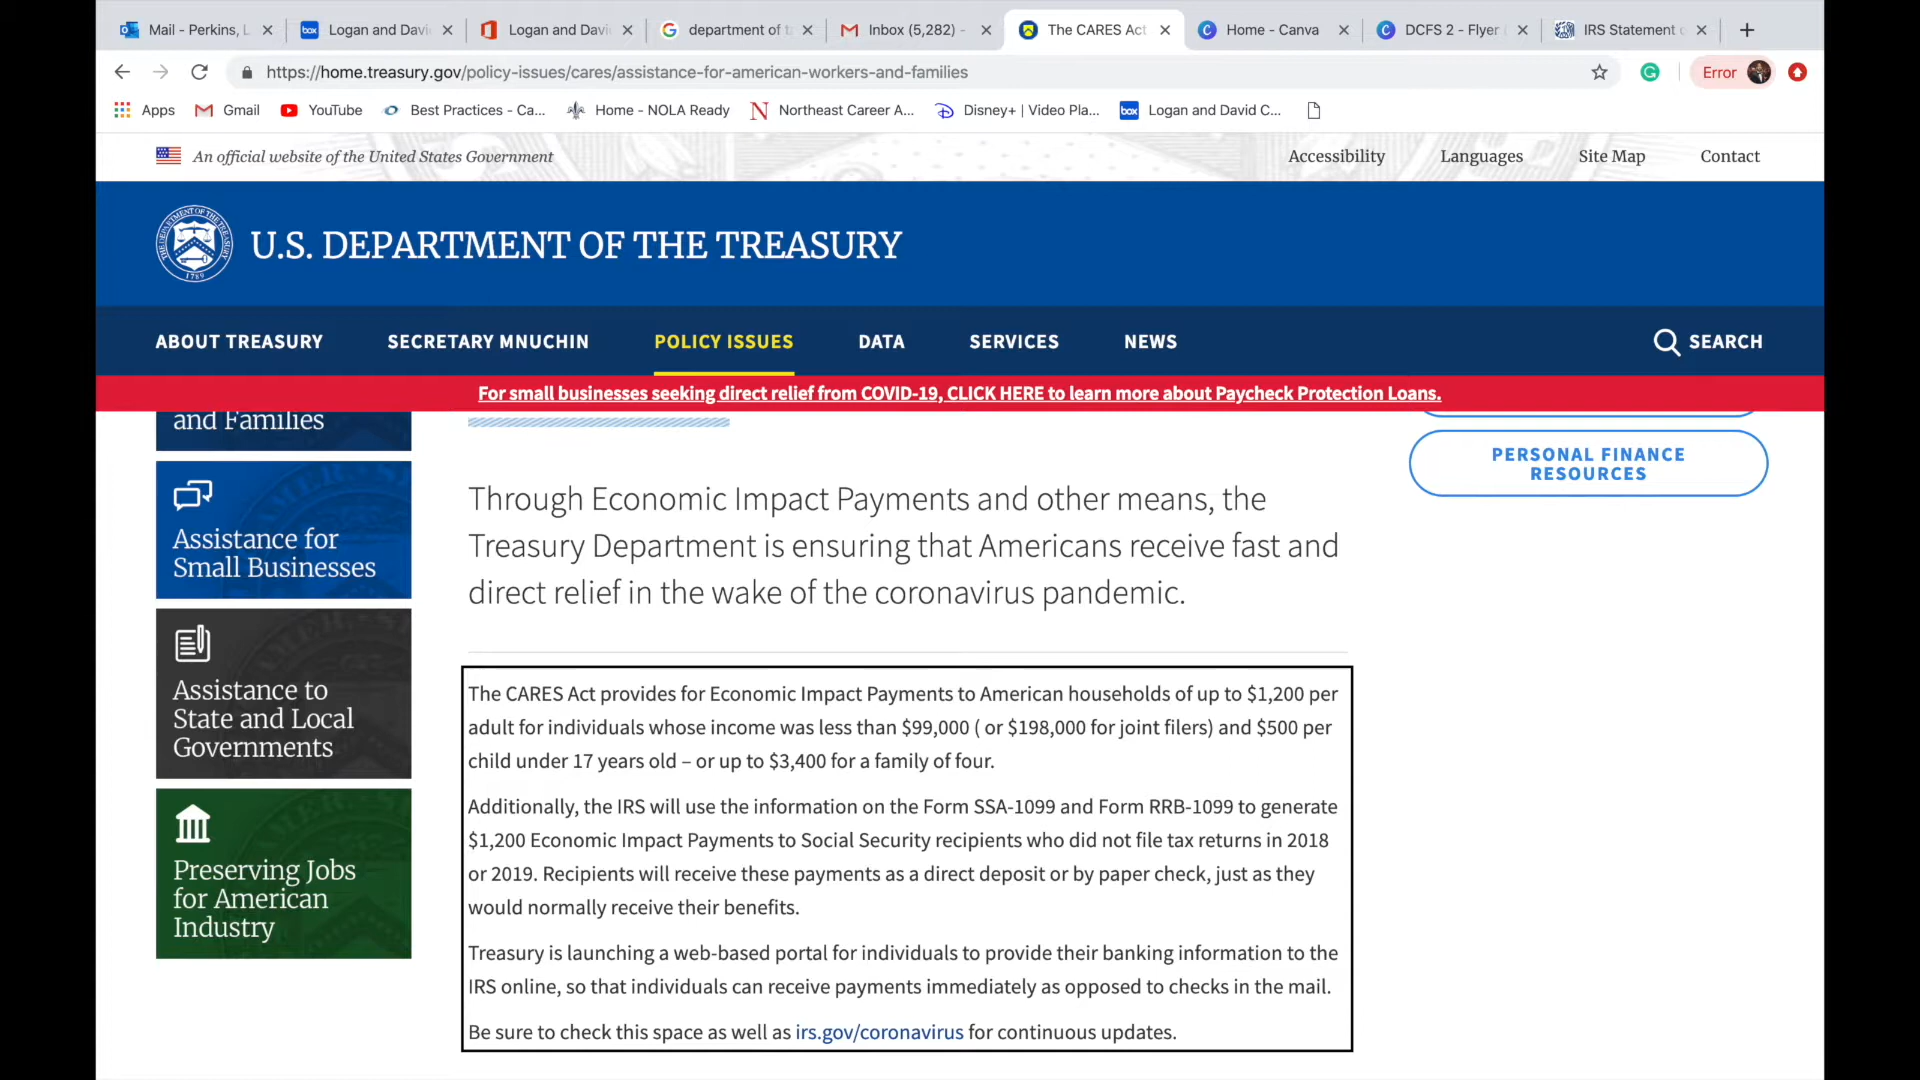 Mail - Perkins, L
Logan and Davi
Logan and Davi
department of t
Inbox (5,282) -
The CARES Act
Home - Canva
DCFS 2 - Flyer
IRS Statement
https://home.treasury.gov/policy-issues/cares/assistance-for-american-workers-and-families
Error
Apps
Gmail
YouTube
Best Practices - Ca...
Home - NOLA Ready
Northeast Career A...
Disney+ | Video Pla...
box
Logan and David C...
An official website of the United States Government
Accessibility
Languages
Site Map
Contact
THE DEPARTMENT OF THE TREASURY
1789
U.S. DEPARTMENT OF THE TREASURY
ABOUT TREASURY
SECRETARY MNUCHIN
POLICY ISSUES
DATA
SERVICES
NEWS
SEARCH
For small businesses seeking direct relief from COVID-19, CLICK HERE to learn more about Paycheck Protection Loans.
and Families
Assistance for
Small Businesses
Assistance to
State and Local
Governments
Preserving Jobs
for American
Industry
Through Economic Impact Payments and other means, the
Treasury Department is ensuring that Americans receive fast and
direct relief in the wake of the coronavirus pandemic.
The CARES Act provides for Economic Impact Payments to American households of up to $1,200 per
adult for individuals whose income was less than $99,000 ( or $198,000 for joint filers) and $500 per
child under 17 years old – or up to $3,400 for a family of four.
Additionally, the IRS will use the information on the Form SSA-1099 and Form RRB-1099 to generate
$1,200 Economic Impact Payments to Social Security recipients who did not file tax returns in 2018
or 2019. Recipients will receive these payments as a direct deposit or by paper check, just as they
would normally receive their benefits.
Treasury is launching a web-based portal for individuals to provide their banking information to the
IRS online, so that individuals can receive payments immediately as opposed to checks in the mail.
Be sure to check this space as well as irs.gov/coronavirus for continuous updates.
PERSONAL FINANCE
RESOURCES